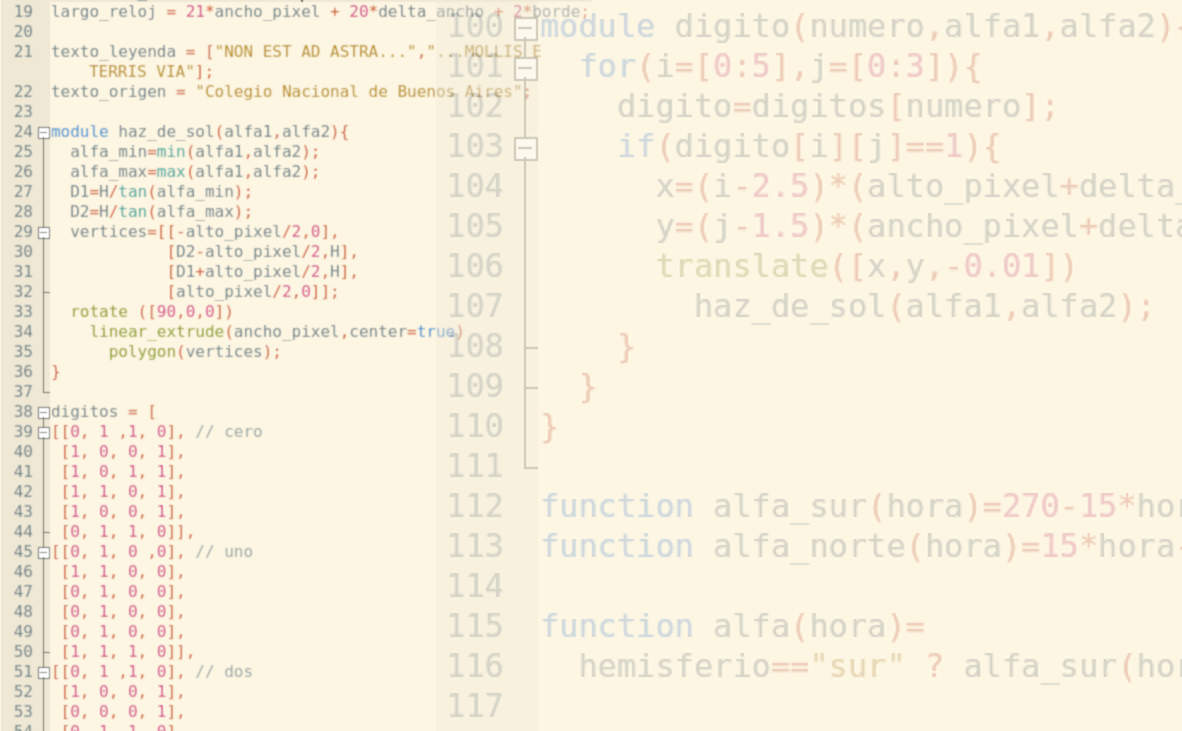 19 largo_reloj = 21*ancho_pixel + 20*delta_ancho + 2*borde;
20
21 texto_leyenda = ["NON EST AD ASTRA...","... MOLLIS E
TERRIS VIA"];
22 texto_origen = "Colegio Nacional de Buenos Aires";
23
24 module haz_de_sol(alfa1,alfa2){
25 alfa_min=min(alfa1,alfa2);
26 alfa_max=max(alfa1,alfa2);
27 D1=H/tan(alfa_min);
28 D2=H/tan(alfa_max);
29 vertices=[[-alto_pixel/2,0],
30 [D2-alto_pixel/2,H],
31 [D1+alto_pixel/2,H],
32 [alto_pixel/2,0]];
33 rotate ([90,0,0])
34 linear_extrude(ancho_pixel,center=true)
35 polygon(vertices);
36 }
37
38 digitos = [
39 [[0, 1 ,1, 0], // cero
40 [1, 0, 0, 1],
41 [1, 0, 1, 1],
42 [1, 1, 0, 1],
43 [1, 0, 0, 1],
44 [0, 1, 1, 0]],
45 [[0, 1, 0 ,0], // uno
46 [1, 1, 0, 0],
47 [0, 1, 0, 0],
48 [0, 1, 0, 0],
49 [0, 1, 0, 0],
50 [1, 1, 1, 0]],
51 [[0, 1 ,1, 0], // dos
52 [1, 0, 0, 1],
53 [0, 0, 0, 1],
54 [0, 1, 1, 0]
100 module digito(numero,alfa1,alfa2)
101 for(i=[0:5],j=[0:3]){
102 digito=digitos[numero];
103 if(digito[i][j]==1){
104 x=(i-2.5)*(alto_pixel+delta_
105 y=(j-1.5)*(ancho_pixel+delta
106 translate([x,y,-0.01])
107 haz_de_sol(alfa1,alfa2);
108 }
109 }
110 }
111
112 function alfa_sur(hora)=270-15*hor
113 function alfa_norte(hora)=15*hora
114
115 function alfa(hora)=
116 hemisferio=="sur" ? alfa_sur(hor
117